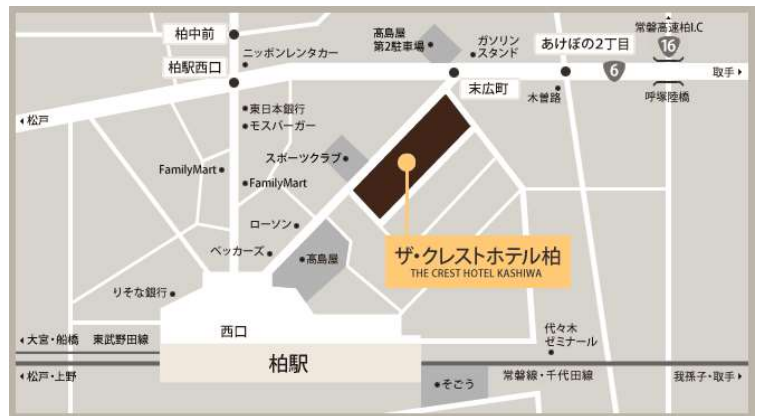 常磐高速柏I.C
16
柏中前
髙島屋
第2駐車場
ガソリン
スタンド
あけぼの2丁目
ニッポンレンタカー
柏駅西口
6
取手
末広町
木曽路
呼塚陸橋
東日本銀行
松戸
モスバーガー
スポーツクラブ
FamilyMart
FamilyMart
ローソン
ベッカーズ
髙島屋
ザ・クレストホテル柏
THE CREST HOTEL KASHIWA
りそな銀行
西口
大宮・船橋 東武野田線
代々木
ゼミナール
柏駅
松戸・上野
そごう
常磐線・千代田線
我孫子・取手